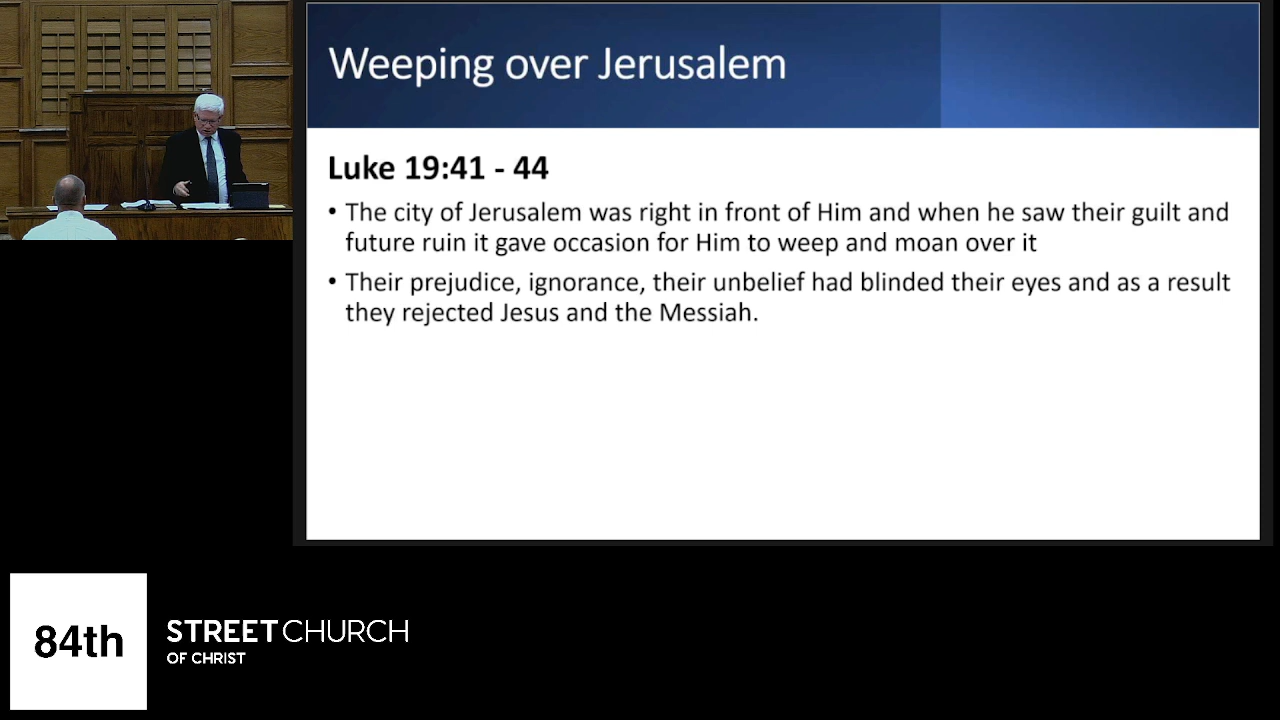 Weeping over Jerusalem
Luke 19:41 - 44
• The city of Jerusalem was right in front of Him and when he saw their guilt and
future ruin it gave occasion for Him to weep and moan over it
• Their prejudice, ignorance, their unbelief had blinded their eyes and as a result
they rejected Jesus and the Messiah.
84th
STREET CHURCH
OF CHRIST